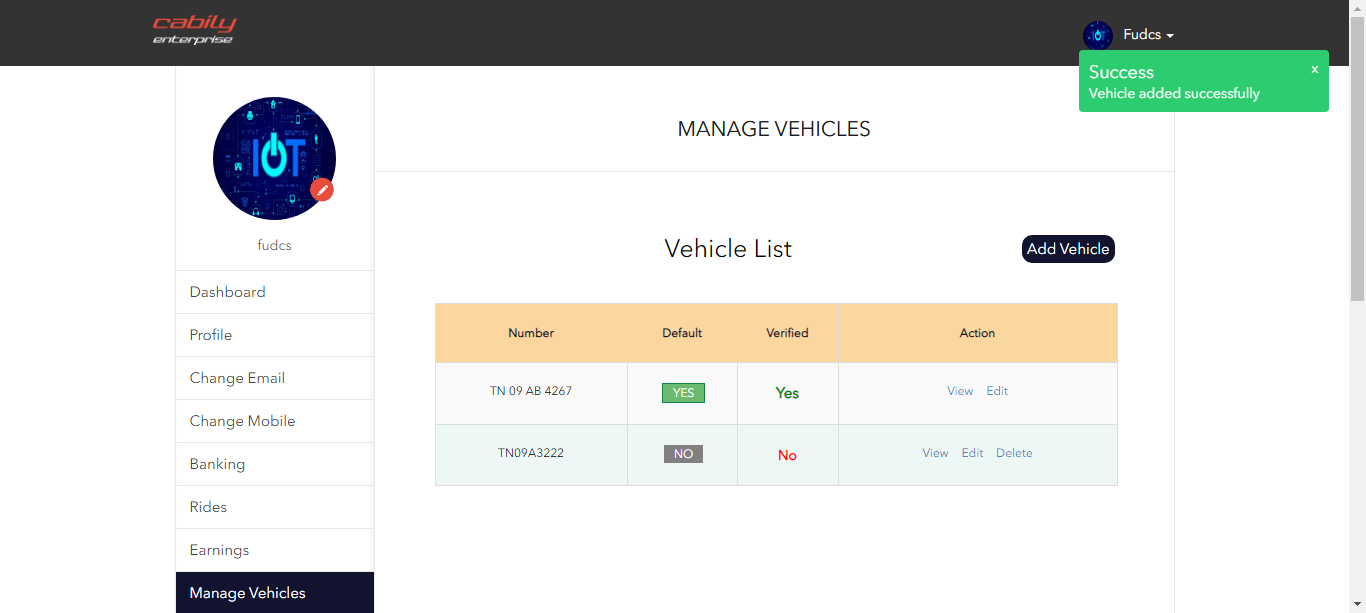 cabily
enterprise
Fudcs
Success
x
Vehicle added successfully
IOT
fudcs
Dashboard
Profile
Change Email
Change Mobile
Banking
Rides
Earnings
Manage Vehicles
MANAGE VEHICLES
Vehicle List
Add Vehicle
Number Default Verified Action
TN 09 AB 4267 YES Yes View Edit
TN09A3222 NO No View Edit Delete